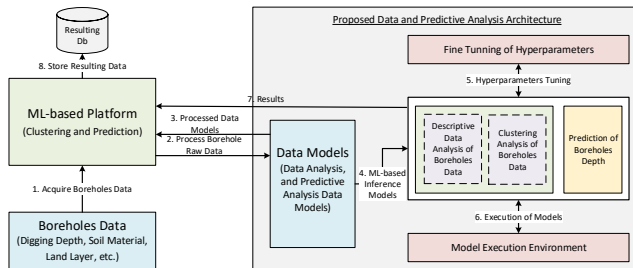 Proposed Data and Predictive Analysis Architecture
Resulting
Db
8. Store Resulting Data
ML-based Platform
(Clustering and Prediction)
1. Acquire Boreholes Data
Boreholes Data
(Digging Depth, Soil Material,
Land Layer, etc.)
7. Results
3. Processed Data
Models
2. Process Borehole
Raw Data
Data Models
(Data Analysis,
and Predictive
Analysis Data
Models)
4. ML-based
Inference
Models
Fine Tunning of Hyperparameters
5. Hyperparameters Tuning
Descriptive
Data
Analysis of
Boreholes
Data
Clustering
Analysis of
Boreholes
Data
Prediction of
Boreholes
Depth
6. Execution of Models
Model Execution Environment